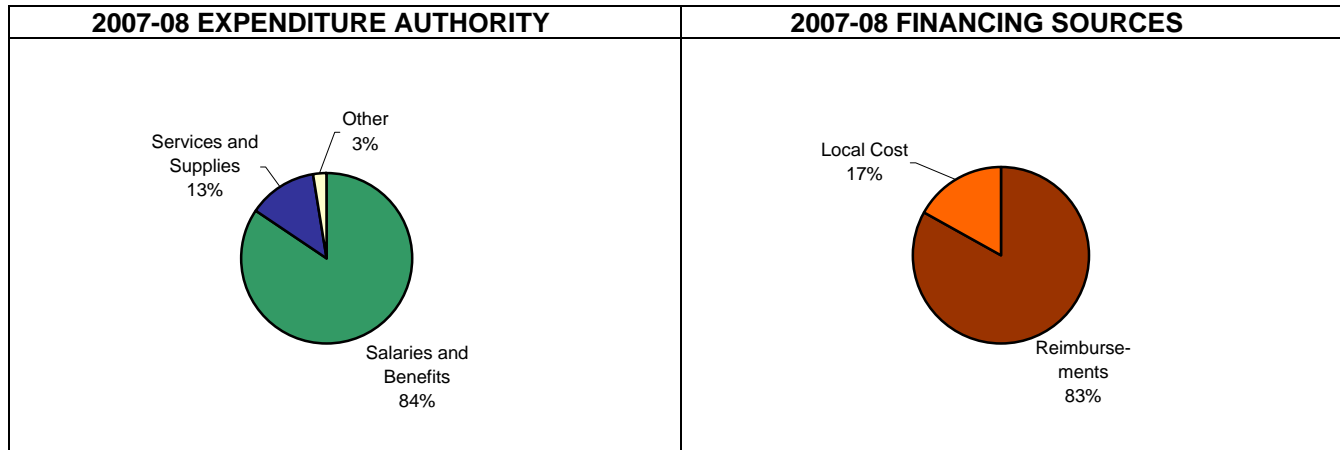 2007-08 EXPENDITURE AUTHORITY
2007-08 FINANCING SOURCES
Other
3%
Services and
Supplies
13%
Salaries and
Benefits
84%
Local Cost
17%
Reimburse-
ments
83%